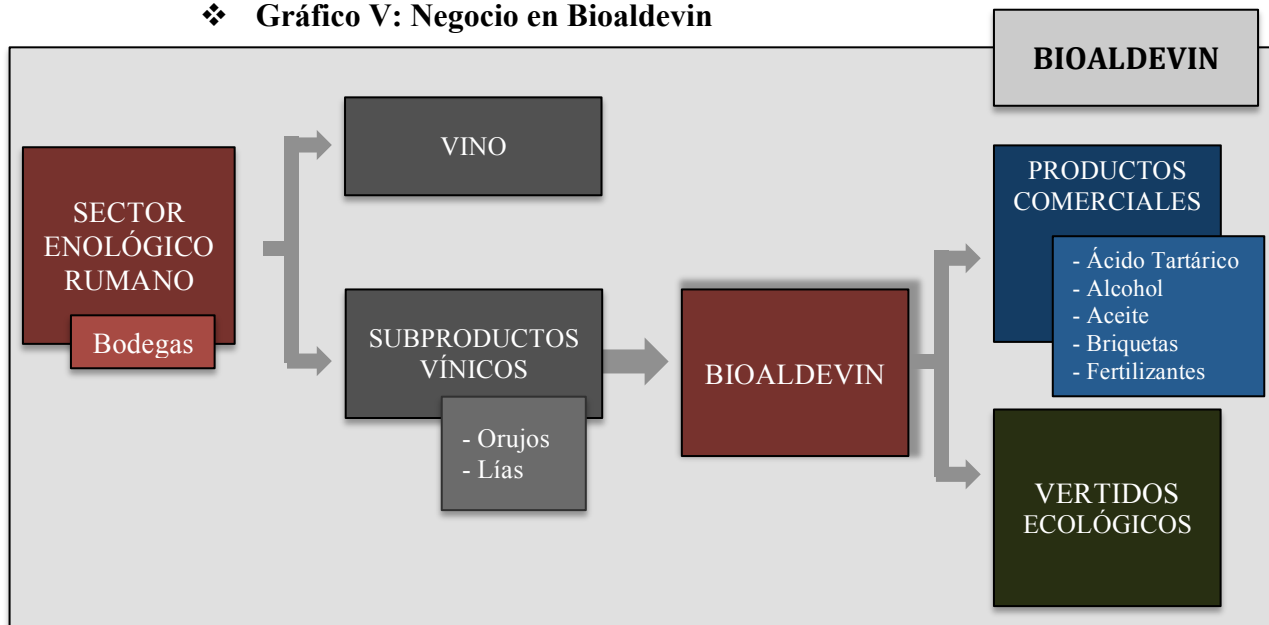 ❖ Gráfico V: Negocio en Bioaldevin
BIOALDEVIN
SECTOR
ENOLÓGICO
RUMANO
Bodegas
VINO
SUBPRODUCTOS
VÍNICOS
- Orujos
- Lías
BIOALDEVIN
PRODUCTOS
COMERCIALES
- Ácido Tartárico
- Alcohol
- Aceite
- Briquetas
- Fertilizantes
VERTIDOS
ECOLÓGICOS